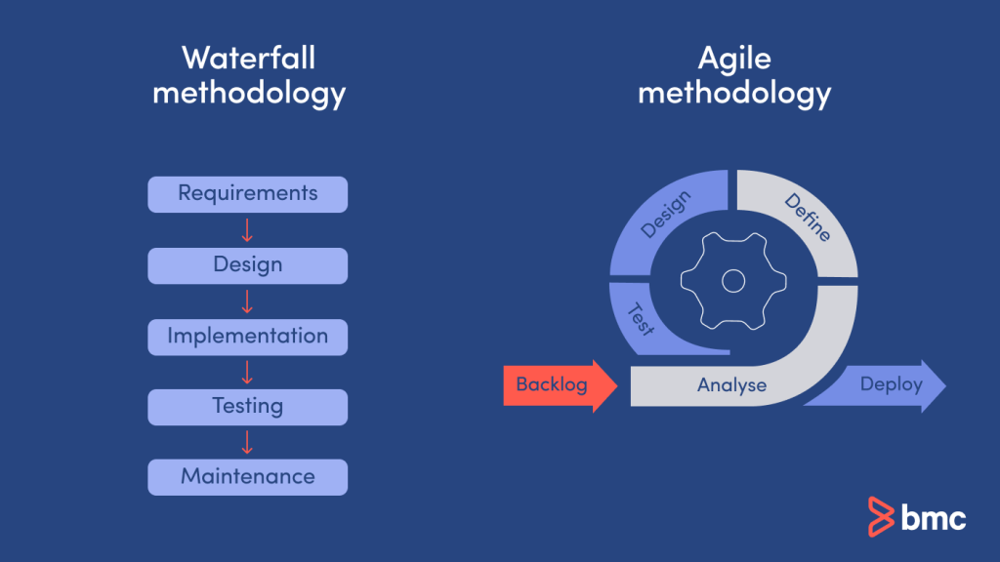 Waterfall
methodology
Requirements
Design
Implementation
Testing
Maintenance
Agile
methodology
Design
Define
Test
Backlog
Analyse
Deploy
bmc